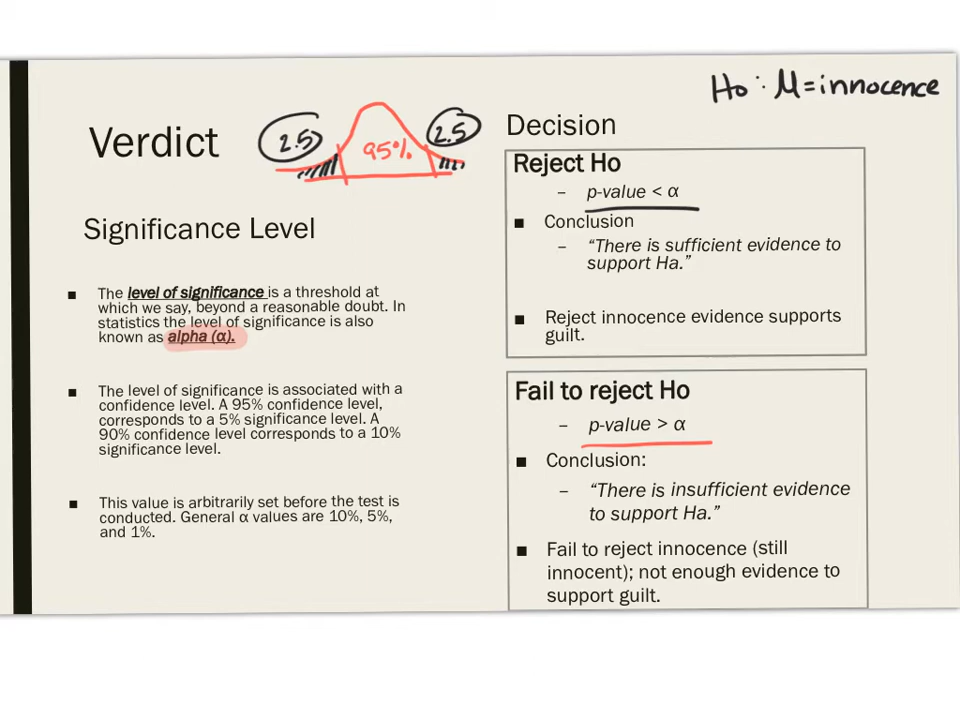 Ho: M=innocence
Verdict
2.5
95%
2.5
Significance Level
■ The level of significance is a threshold at
which we say, beyond a reasonable doubt. In
statistics the level of significance is also
known as alpha (α).
■ The level of significance is associated with a
confidence level. A 95% confidence level,
corresponds to a 5% significance level. A
90% confidence level corresponds to a 10%
significance level.
■ This value is arbitrarily set before the test is
conducted. General α values are 10%, 5%,
and 1%.
Decision
Reject Ho
– p-value < α
■ Conclusion
– “There is sufficient evidence to
support Ha.”
■ Reject innocence evidence supports
guilt.
Fail to reject Ho
– p-value > α
■ Conclusion:
– “There is insufficient evidence
to support Ha.”
■ Fail to reject innocence (still
innocent); not enough evidence to
support guilt.